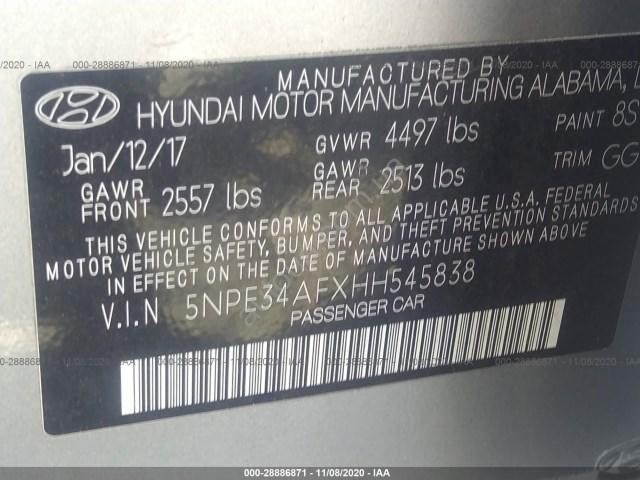 000-28886871 - 11/08/2020 - IAA
MANUFACTURED BY
HYUNDAI MOTOR MANUFACTURING ALABAMA,
Jan/12/17 GVWR 4497 lbs PAINT 8S
GAWR FRONT 2557 lbs GAWR REAR 2513 lbs TRIM GG
THIS VEHICLE CONFORMS TO ALL APPLICABLE U.S.A. FEDERAL
MOTOR VEHICLE SAFETY, BUMPER, AND THEFT PREVENTION STANDARDS
IN EFFECT ON THE DATE OF MANUFACTURE SHOWN ABOVE
V.I.N 5NPE34AFXHH545838
PASSENGER CAR
000-28886871 - 11/08/2020 - IAA